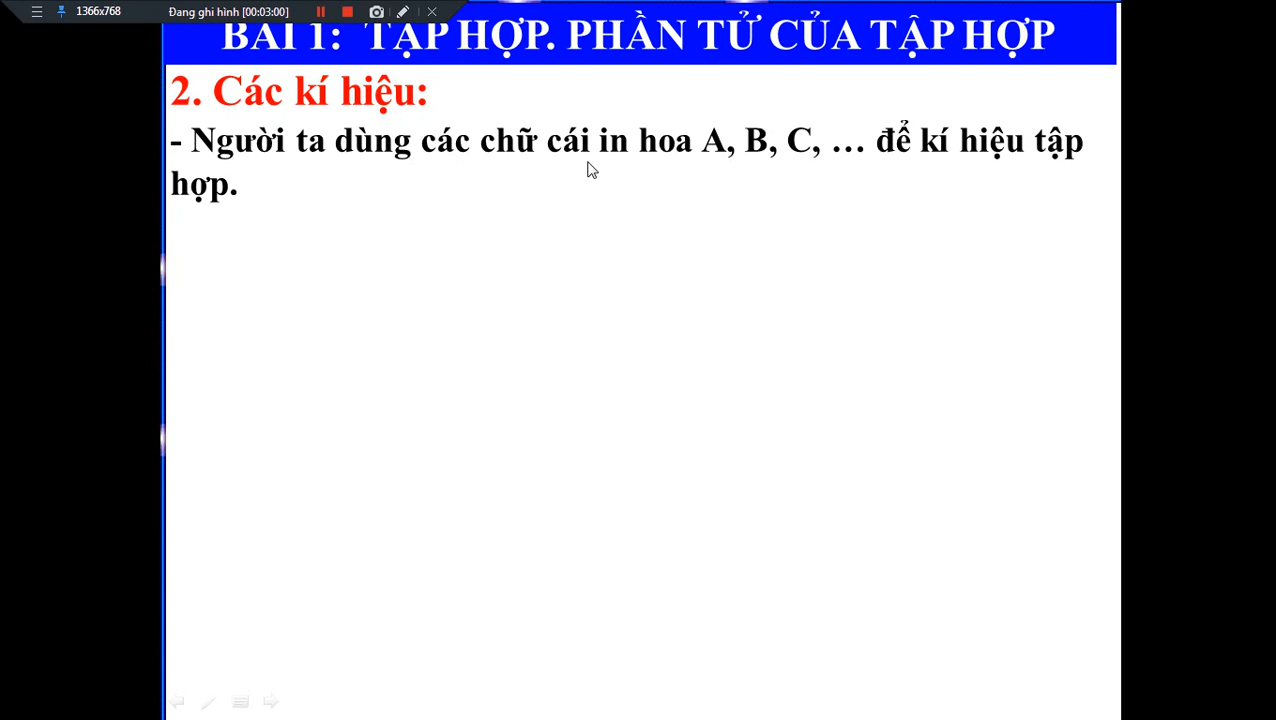 1366x768 Đang ghi hình [00:03:00]
BÀI 1: TẬP HỢP. PHẦN TỬ CỦA TẬP HỢP
2. Các kí hiệu:
- Người ta dùng các chữ cái in hoa A, B, C, … để kí hiệu tập
hợp.